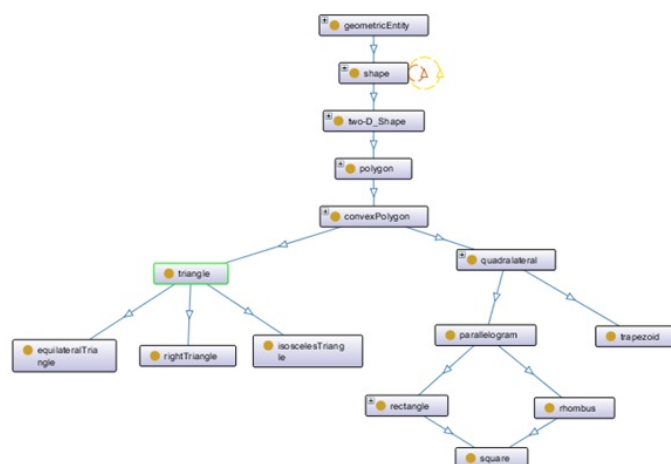 geometricEntity
shape
two-D_Shape
polygon
convexPolygon
triangle
quadralateral
equilateralTria
ngle
rightTriangle
isoscelesTriang
le
parallelogram
trapezoid
rectangle
rhombus
square